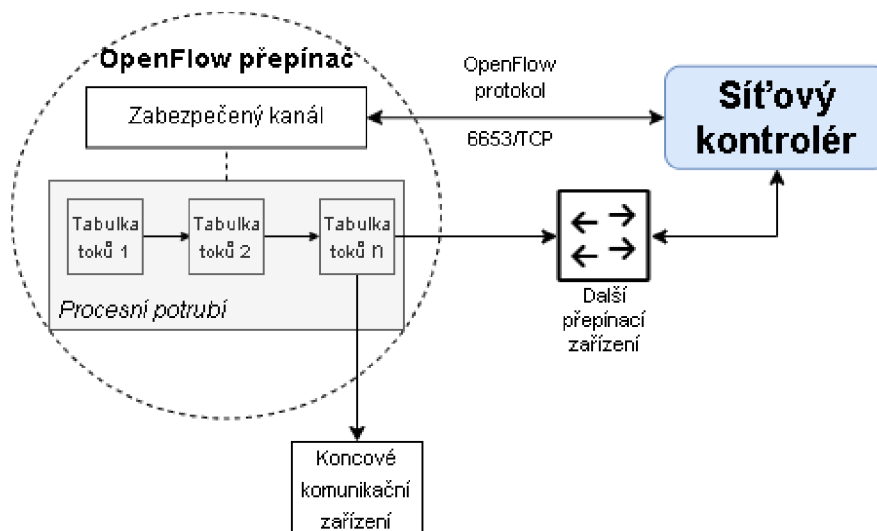 OpenFlow přepínač
Zabezpečený kanál
OpenFlow
protokol
6653/TCP
Síťový
kontrolér
Tabulka
toků 1
Tabulka
toků 2
Tabulka
toků n
Procesní potrubí
Další
přepínací
zařízení
Koncové
komunikační
zařízení